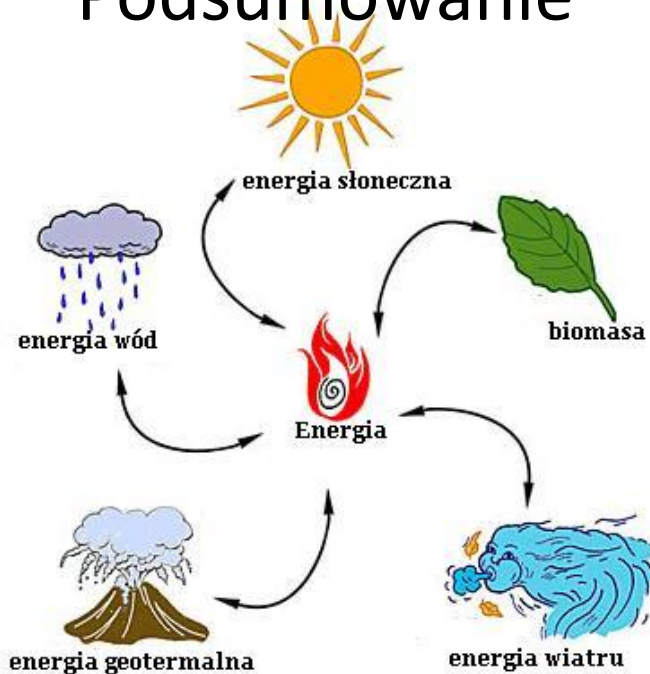 Podsumowanie
energia słoneczna
biomasa
energia wód
Energia
energia geotermalna
energia wiatru